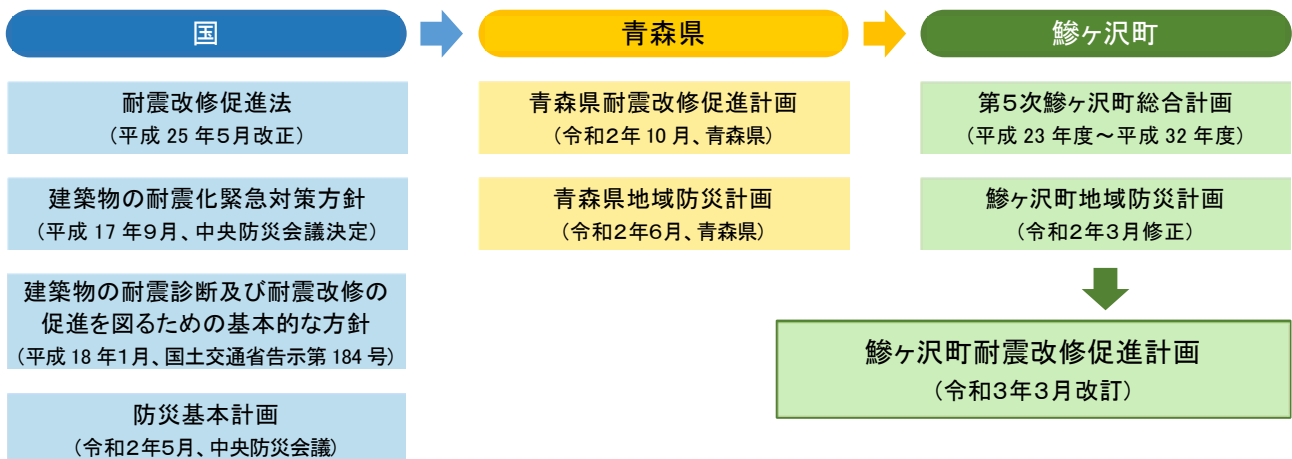 国
青森県
鰺ヶ沢町
耐震改修促進法
（平成 25 年５月改正）
建築物の耐震化緊急対策方針
（平成 17 年９月、中央防災会議決定）
建築物の耐震診断及び耐震改修の
促進を図るための基本的な方針
（平成 18 年１月、国土交通省告示第 184 号）
防災基本計画
（令和２年５月、中央防災会議）
青森県耐震改修促進計画
（令和２年 10 月、青森県）
青森県地域防災計画
（令和２年６月、青森県）
第５次鰺ヶ沢町総合計画
（平成 23 年度～平成 32 年度）
鰺ヶ沢町地域防災計画
（令和２年３月修正）
鰺ヶ沢町耐震改修促進計画
（令和３年３月改訂）